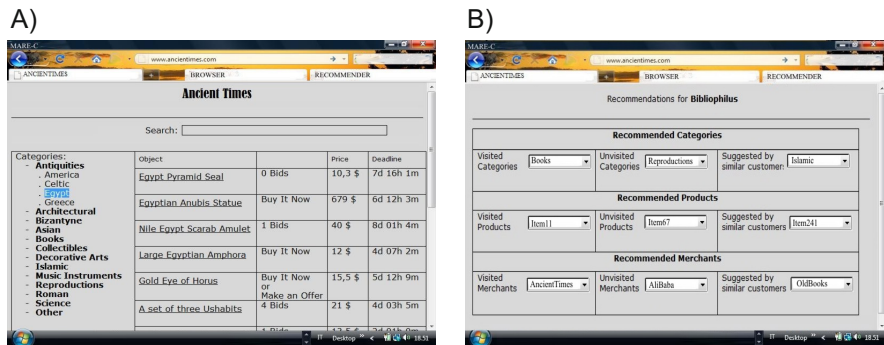 A)
MARE-C
www.ancientimes.com
ANCIENTIMES BROWSER RECOMMENDER
Ancient Times
Search:
Categories:
- Antiquities
. America
. Celtic
. Egypt
. Greece
- Architectural
- Bizantyne
- Asian
- Books
- Collectibles
- Decorative Arts
- Islamic
- Music Instruments
- Reproductions
- Roman
- Science
- Other
Object Price Deadline
Egypt Pyramid Seal 0 Bids 10,3 $ 7d 16h 1m
Egyptian Anubis Statue Buy It Now 679 $ 6d 12h 3m
Nile Egypt Scarab Amulet 1 Bids 40 $ 8d 01h 4m
Large Egyptian Amphora Buy It Now 12 $ 4d 07h 2m
Gold Eye of Horus Buy It Now 15,5 $ 5d 12h 9m
or
Make an Offer
A set of three Ushabits 4 Bids 21 $ 4d 03h 5m
IT Desktop 18.51
B)
MARE-C
www.ancientimes.com
ANCIENTIMES BROWSER RECOMMENDER
Recommendations for Bibliophilus
Recommended Categories
Visited Categories Books Unvisited Categories Reproductions Suggested by similar customer: Islamic
Recommended Products
Visited Products Item11 Unvisited Products Item67 Suggested by similar customers Item241
Recommended Merchants
Visited Merchants AncientTimes Unvisited Merchants AliBaba Suggested by similar customers OldBooks
IT Desktop 18.51